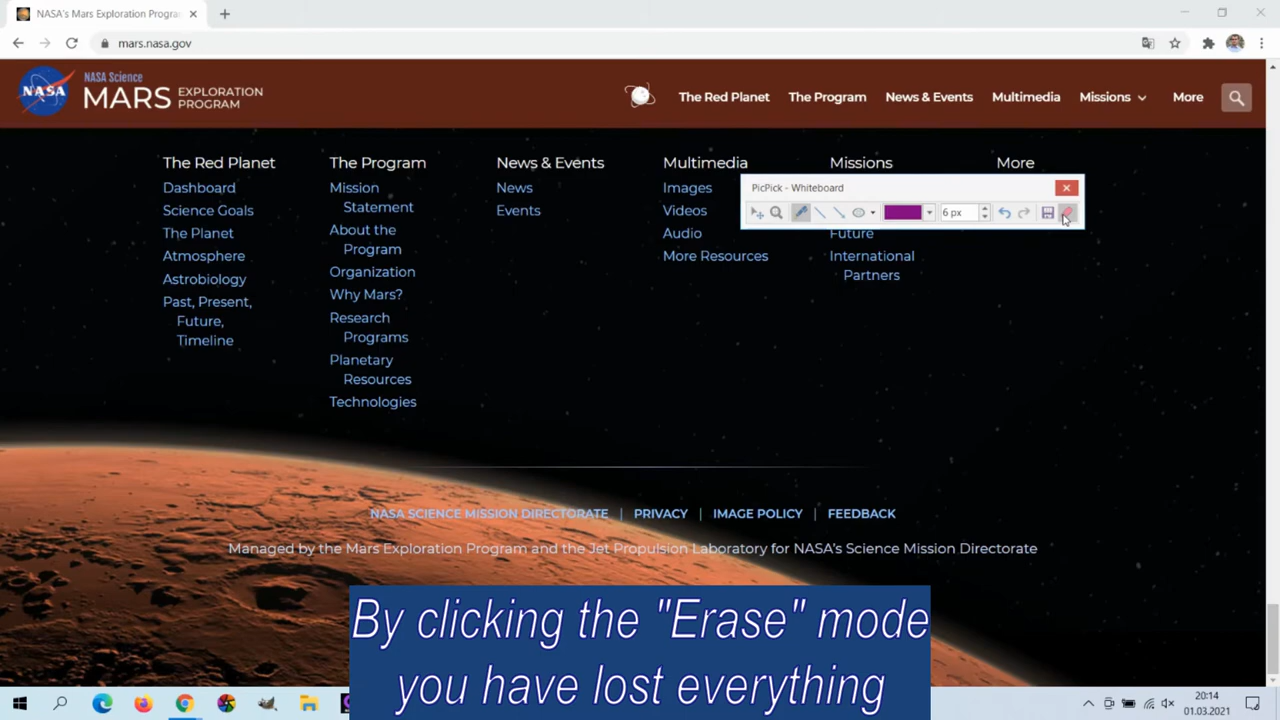 NASA's Mars Exploration Progra
mars.nasa.gov
NASA
NASA Science
MARS EXPLORATION PROGRAM
The Red Planet
The Program
News & Events
Multimedia
Missions
More
The Red Planet
Dashboard
Science Goals
The Planet
Atmosphere
Astrobiology
Past, Present,
Future,
Timeline
The Program
Mission
Statement
About the
Program
Organization
Why Mars?
Research
Programs
Planetary
Resources
Technologies
News & Events
News
Events
Multimedia
Images
Videos
Audio
More Resources
Missions
Future
International
Partners
More
PicPick - Whiteboard
6 px
NASA SCIENCE MISSION DIRECTORATE | PRIVACY | IMAGE POLICY | FEEDBACK
Managed by the Mars Exploration Program and the Jet Propulsion Laboratory for NASA's Science Mission Directorate
By clicking the "Erase" mode
you have lost everything
20:14
01.03.2021